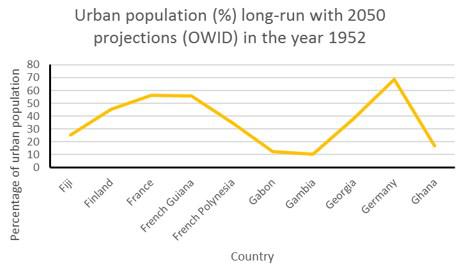 Urban population (%) long-run with 2050
projections (OWID) in the year 1952
Percentage of urban population
80
70
60
50
40
30
20
10
0
Fiji
Finland
France
French Guiana
French Polynesia
Gabon
Gambia
Georgia
Germany
Ghana
Country